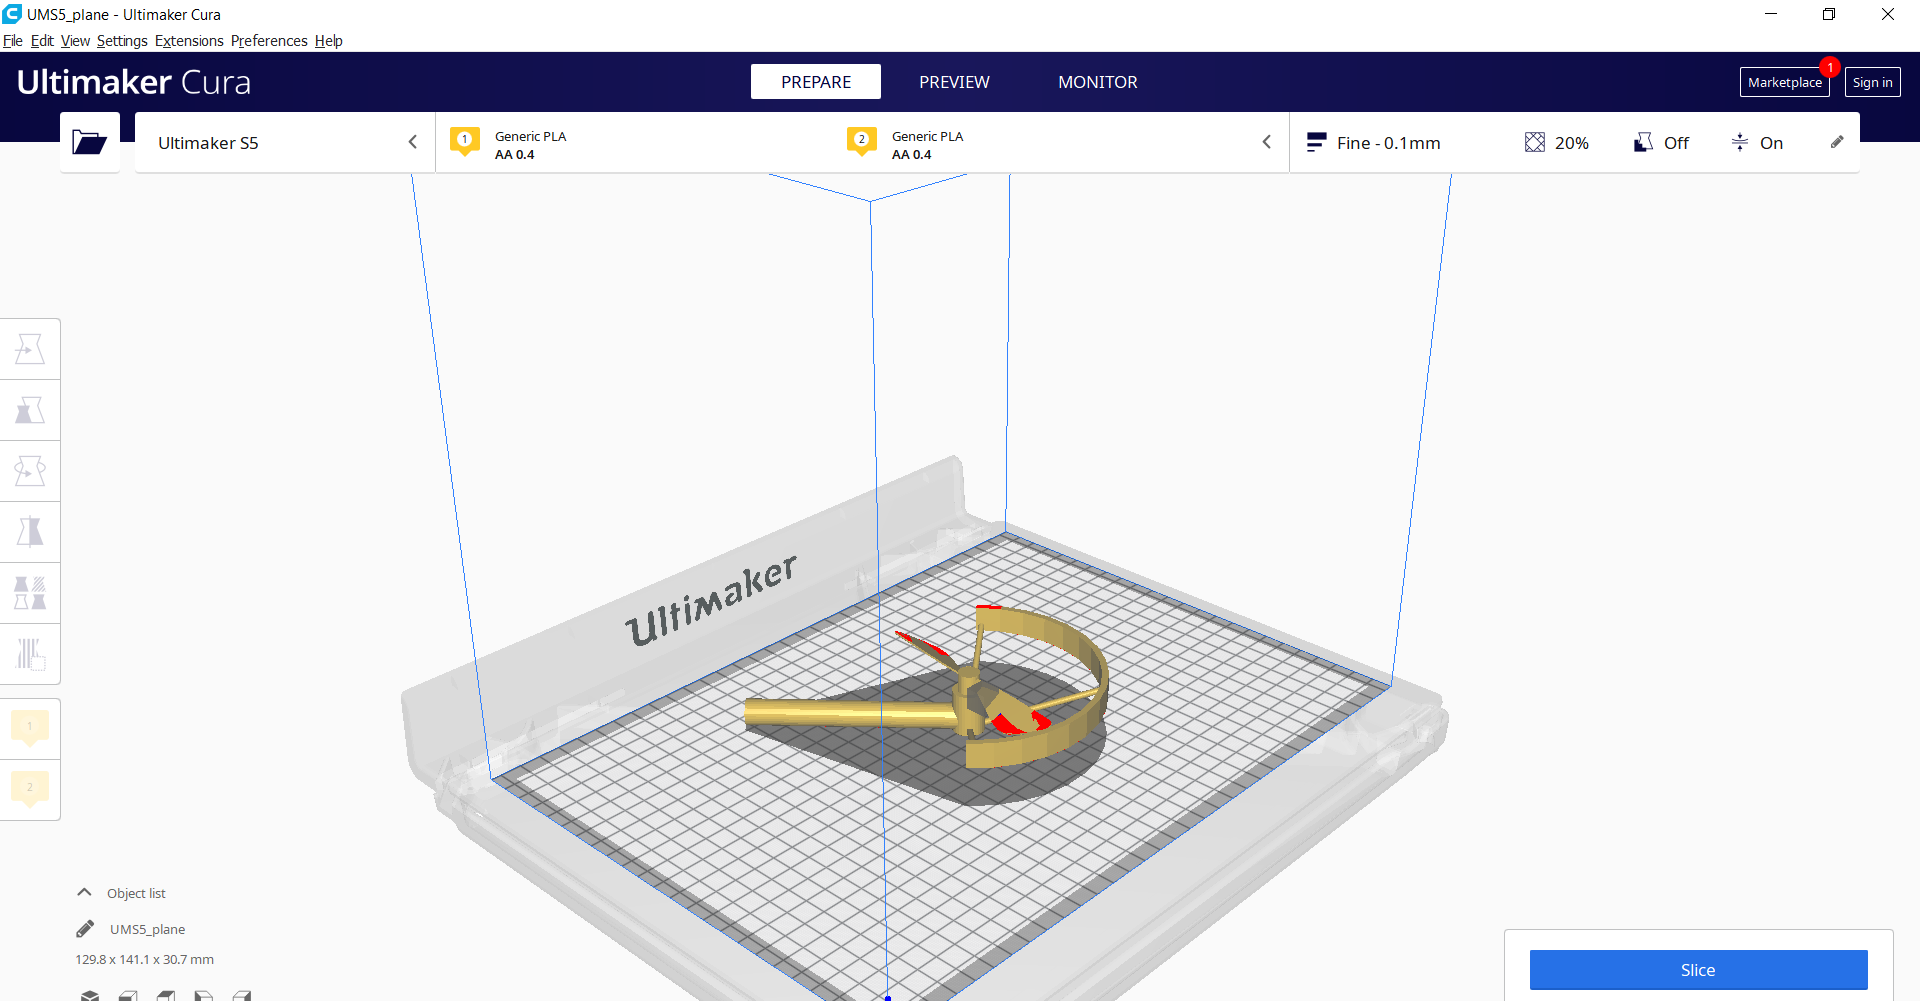 UMS5_plane - Ultimaker Cura
File Edit View Settings Extensions Preferences Help
Ultimaker Cura
PREPARE
PREVIEW
MONITOR
Marketplace
1
Sign in
Ultimaker S5
1
Generic PLA
AA 0.4
2
Generic PLA
AA 0.4
Fine - 0.1mm
20%
Off
On
Ultimaker
1
2
Object list
UMS5_plane
129.8 x 141.1 x 30.7 mm
Slice